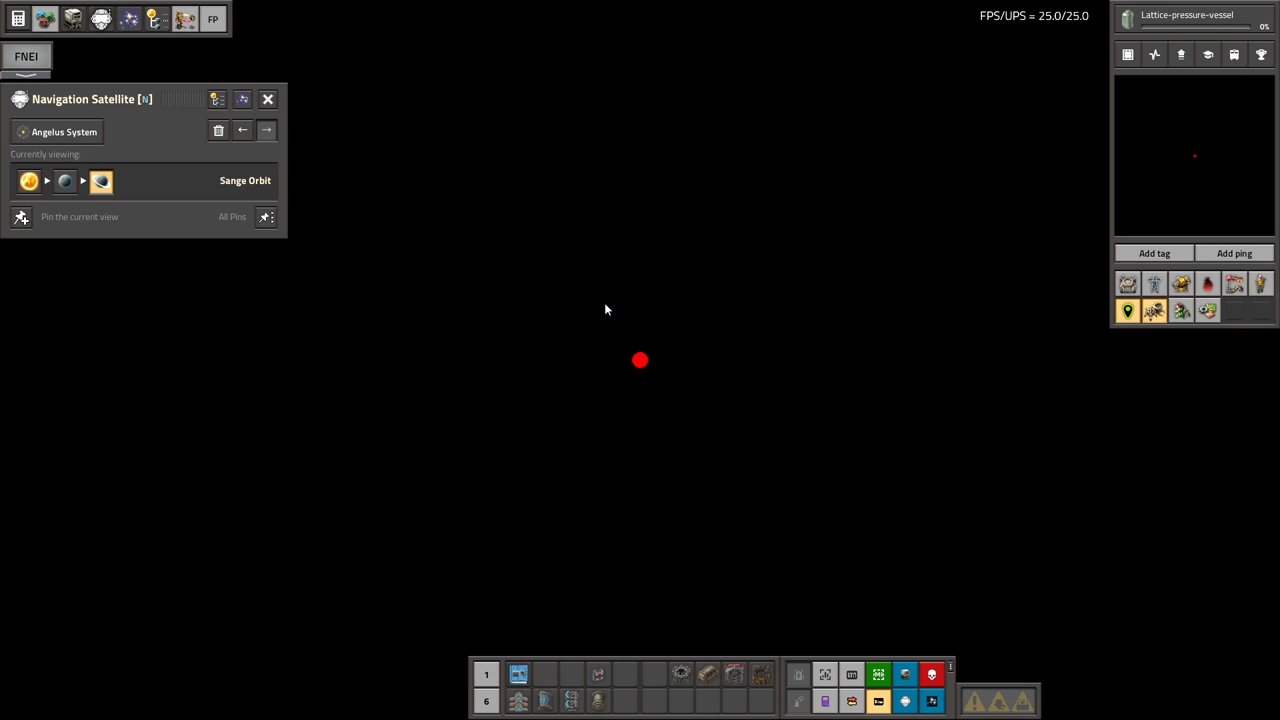 FP
FPS/UPS = 25.0/25.0
Lattice-pressure-vessel
0%
FNEI
Navigation Satellite [N]
Angelus System
Currently viewing:
Sange Orbit
Pin the current view
All Pins
Add tag
Add ping
1
6